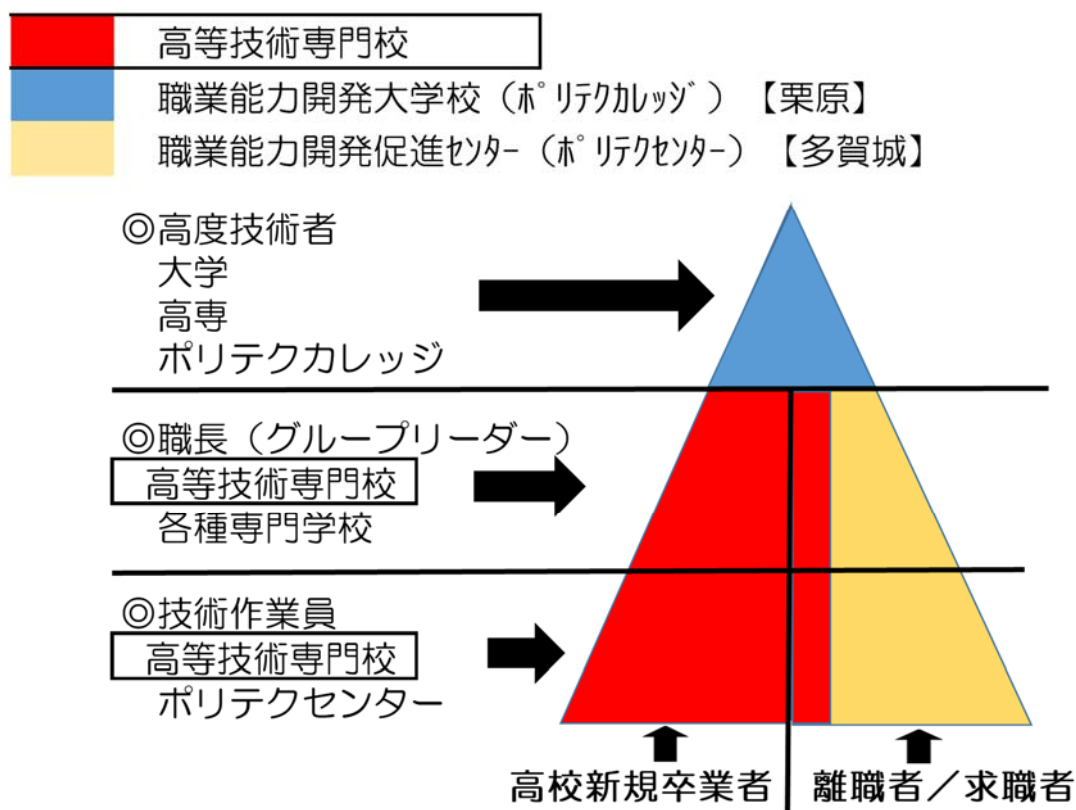 高等技術専門校
職業能力開発大学校（ﾎﾟﾘﾃｸｶﾚｯｼﾞ）【栗原】
職業能力開発促進ｾﾝﾀｰ（ﾎﾟﾘﾃｸｾﾝﾀｰ）【多賀城】
◎高度技術者
大学
高専
ポリテクカレッジ
◎職長（グループリーダー）
高等技術専門校
各種専門学校
◎技術作業員
高等技術専門校
ポリテクセンター
高校新規卒業者
離職者／求職者